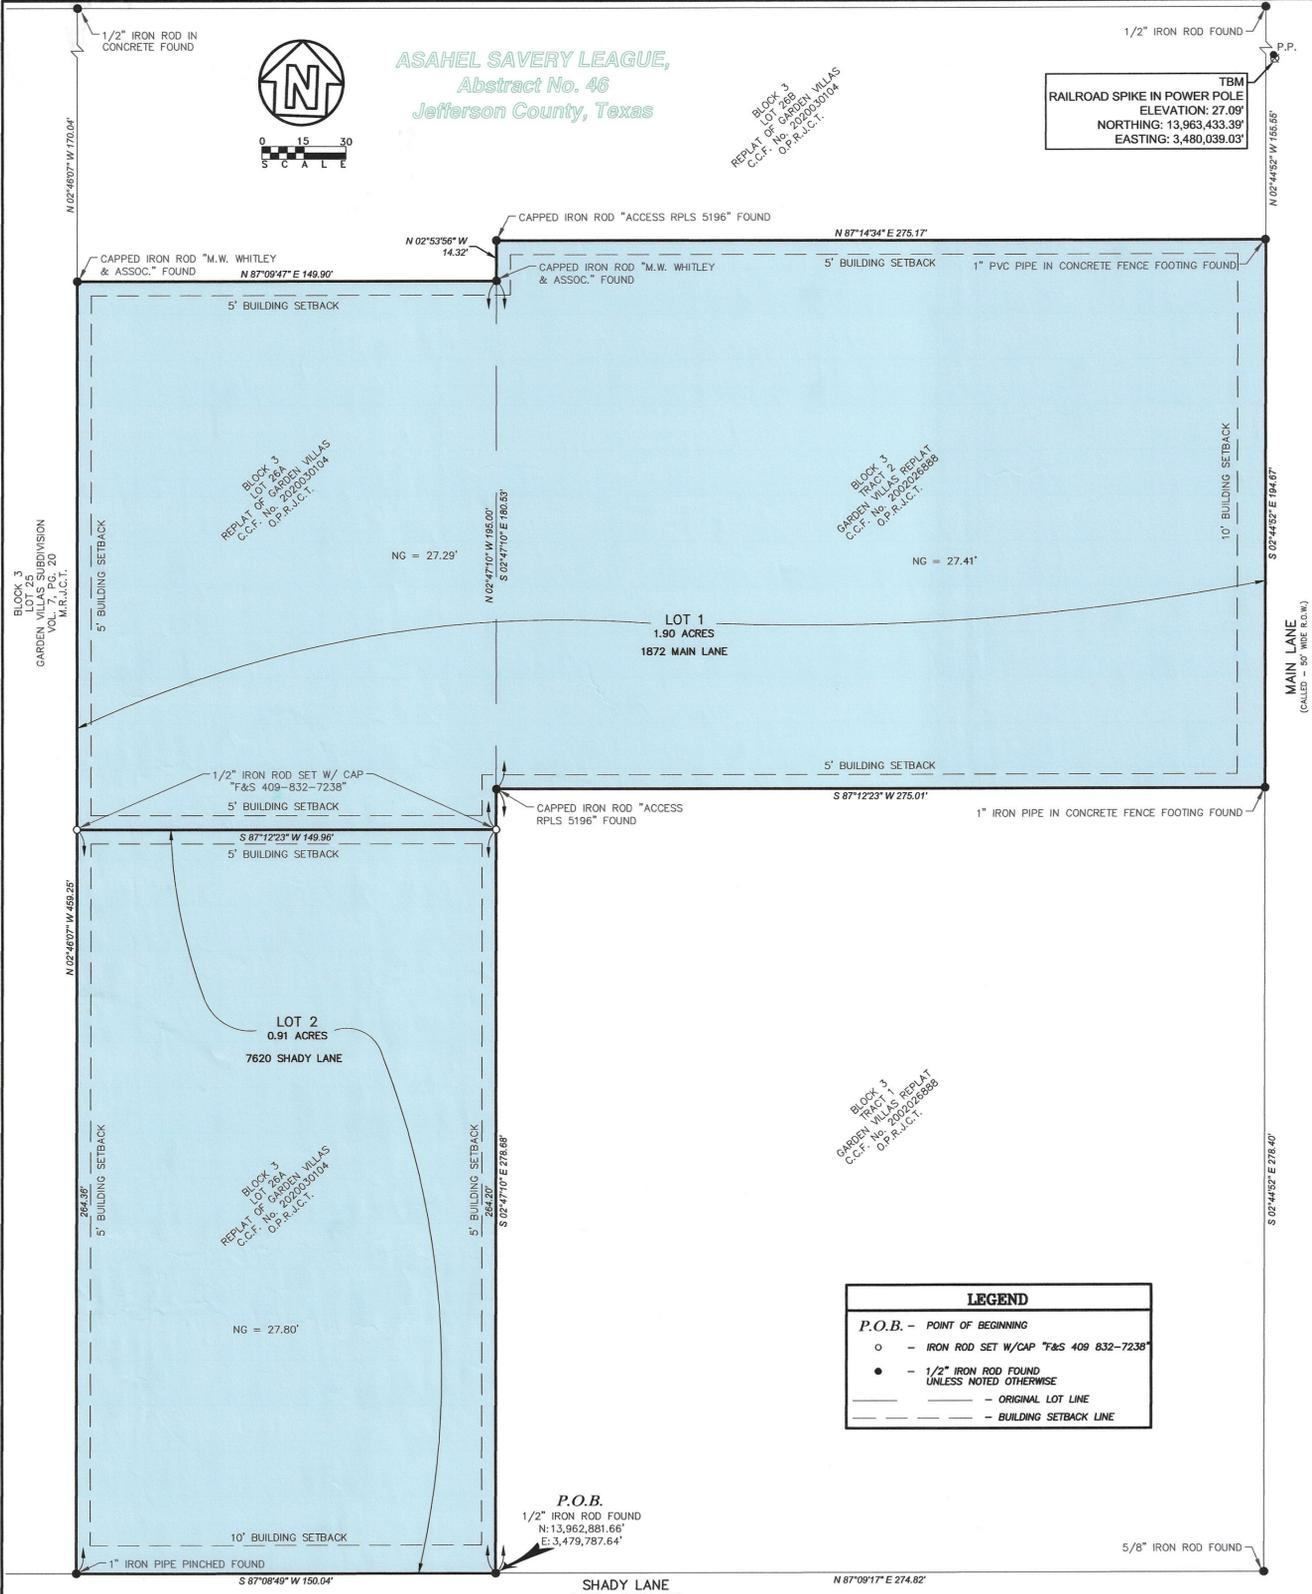 1/2" IRON ROD IN
CONCRETE FOUND
N
0 15 30
S C A L E
ASAHEL SAVERY LEAGUE,
Abstract No. 46
Jefferson County, Texas
BLOCK 3
LOT 26B
REPLAT OF GARDEN VILLAS
C.C.F. No. 2020030104
O.P.R.J.C.T.
1/2" IRON ROD FOUND
P.P.
TBM
RAILROAD SPIKE IN POWER POLE
ELEVATION: 27.09'
NORTHING: 13,963,433.39'
EASTING: 3,480,039.03'
N 02°46'07" W 170.04'
N 02°44'52" W 155.55'
CAPPED IRON ROD "ACCESS RPLS 5196" FOUND
N 02°53'56" W
14.32'
N 87°14'34" E 275.17'
CAPPED IRON ROD "M.W. WHITLEY
& ASSOC." FOUND
N 87°09'47" E 149.90'
CAPPED IRON ROD "M.W. WHITLEY
& ASSOC." FOUND
5' BUILDING SETBACK
1" PVC PIPE IN CONCRETE FENCE FOOTING FOUND
5' BUILDING SETBACK
BLOCK 3
LOT 26A
REPLAT OF GARDEN VILLAS
C.C.F. No. 2020030104
O.P.R.J.C.T.
BLOCK 3
TRACT 2
GARDEN VILLAS REPLAT
C.C.F. No. 2002026888
O.P.R.J.C.T.
10' BUILDING SETBACK
S 02°44'52" E 194.67'
N 02°47'10" W 195.00'
S 02°47'10" E 180.53'
NG = 27.29'
NG = 27.41'
BLOCK 3
LOT 25
GARDEN VILLAS SUBDIVISION
VOL. 7, PG. 20
M.R.J.C.T.
5' BUILDING SETBACK
LOT 1
1.90 ACRES
1872 MAIN LANE
MAIN LANE
(CALLED - 50' WIDE R.O.W.)
5' BUILDING SETBACK
1/2" IRON ROD SET W/ CAP
"F&S 409-832-7238"
5' BUILDING SETBACK
S 87°12'23" W 275.01'
CAPPED IRON ROD "ACCESS
RPLS 5196" FOUND
1" IRON PIPE IN CONCRETE FENCE FOOTING FOUND
S 87°12'23" W 149.96'
5' BUILDING SETBACK
N 02°46'07" W 459.25'
LOT 2
0.91 ACRES
7620 SHADY LANE
BLOCK 3
TRACT 1
GARDEN VILLAS REPLAT
C.C.F. No. 2002026888
O.P.R.J.C.T.
264.36'
5' BUILDING SETBACK
BLOCK 3
LOT 26A
REPLAT OF GARDEN VILLAS
C.C.F. No. 2020030104
O.P.R.J.C.T.
5' BUILDING SETBACK
264.20'
S 02°47'10" E 278.68'
S 02°44'52" E 278.40'
NG = 27.80'
LEGEND
P.O.B. - POINT OF BEGINNING
- IRON ROD SET W/CAP "F&S 409 832-7238"
- 1/2" IRON ROD FOUND
UNLESS NOTED OTHERWISE
- ORIGINAL LOT LINE
- BUILDING SETBACK LINE
P.O.B.
1/2" IRON ROD FOUND
N: 13,962,881.66'
E: 3,479,787.64'
10' BUILDING SETBACK
1" IRON PIPE PINCHED FOUND
5/8" IRON ROD FOUND
S 87°08'49" W 150.04'
SHADY LANE
N 87°09'17" E 274.82'